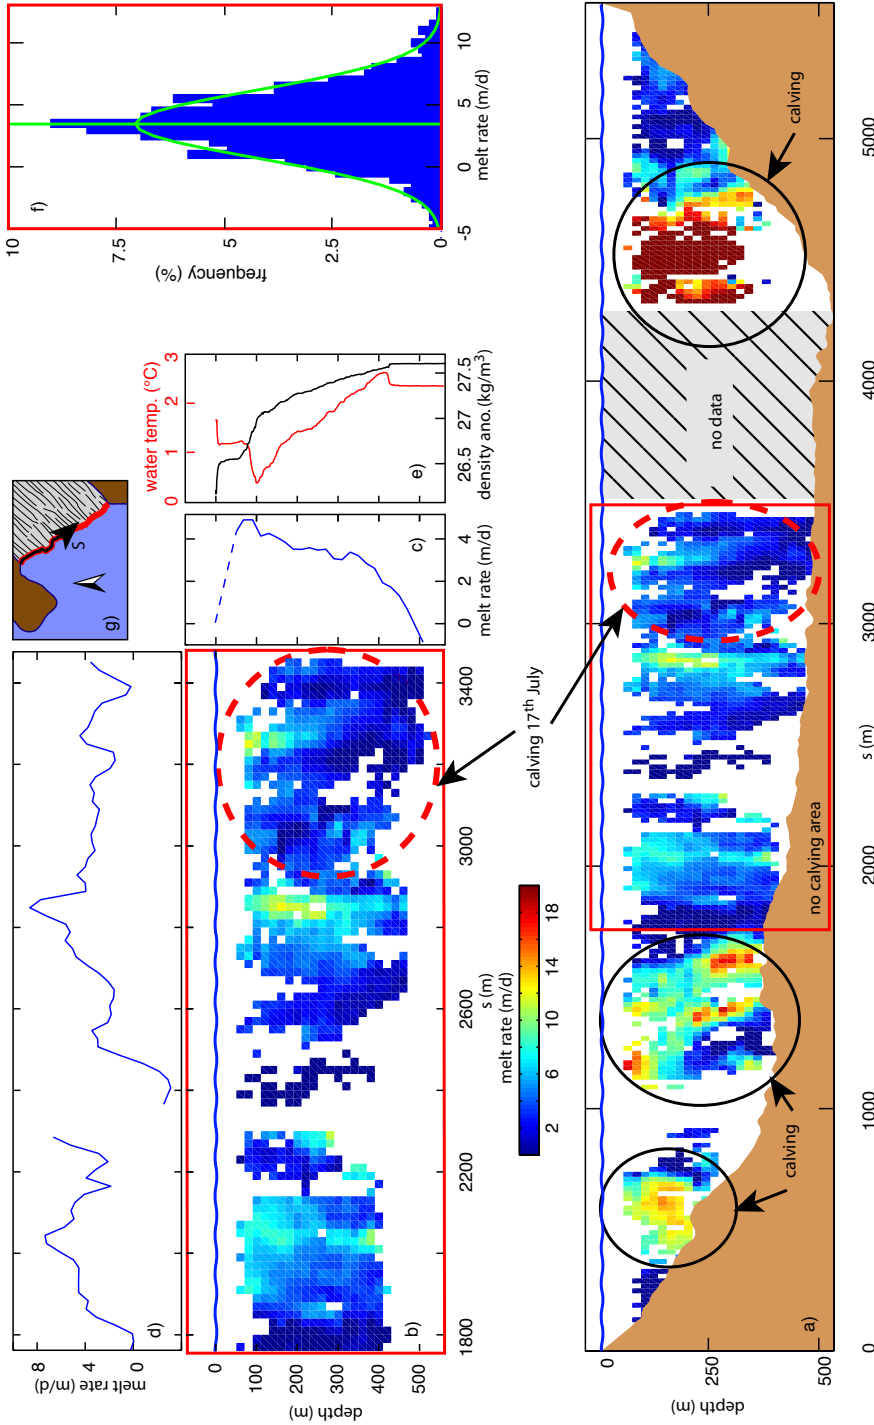 d)
melt rate (m/d)
8
4
0
g)
S
b)
depth (m)
0
100
200
300
400
500
1800
2200
2600
3000
3400
s (m)
c)
melt rate (m/d)
0
2
4
e)
water temp. (°C)
0
1
2
3
density ano.(kg/m3)
26.5
27
27.5
f)
frequency (%)
10
7.5
5
2.5
0
melt rate (m/d)
-5
0
5
10
melt rate (m/d)
2
6
10
14
18
calving 17th July
a)
depth (m)
0
250
500
calving
no calving area
no data
calving
0
1000
2000
3000
4000
5000
s (m)